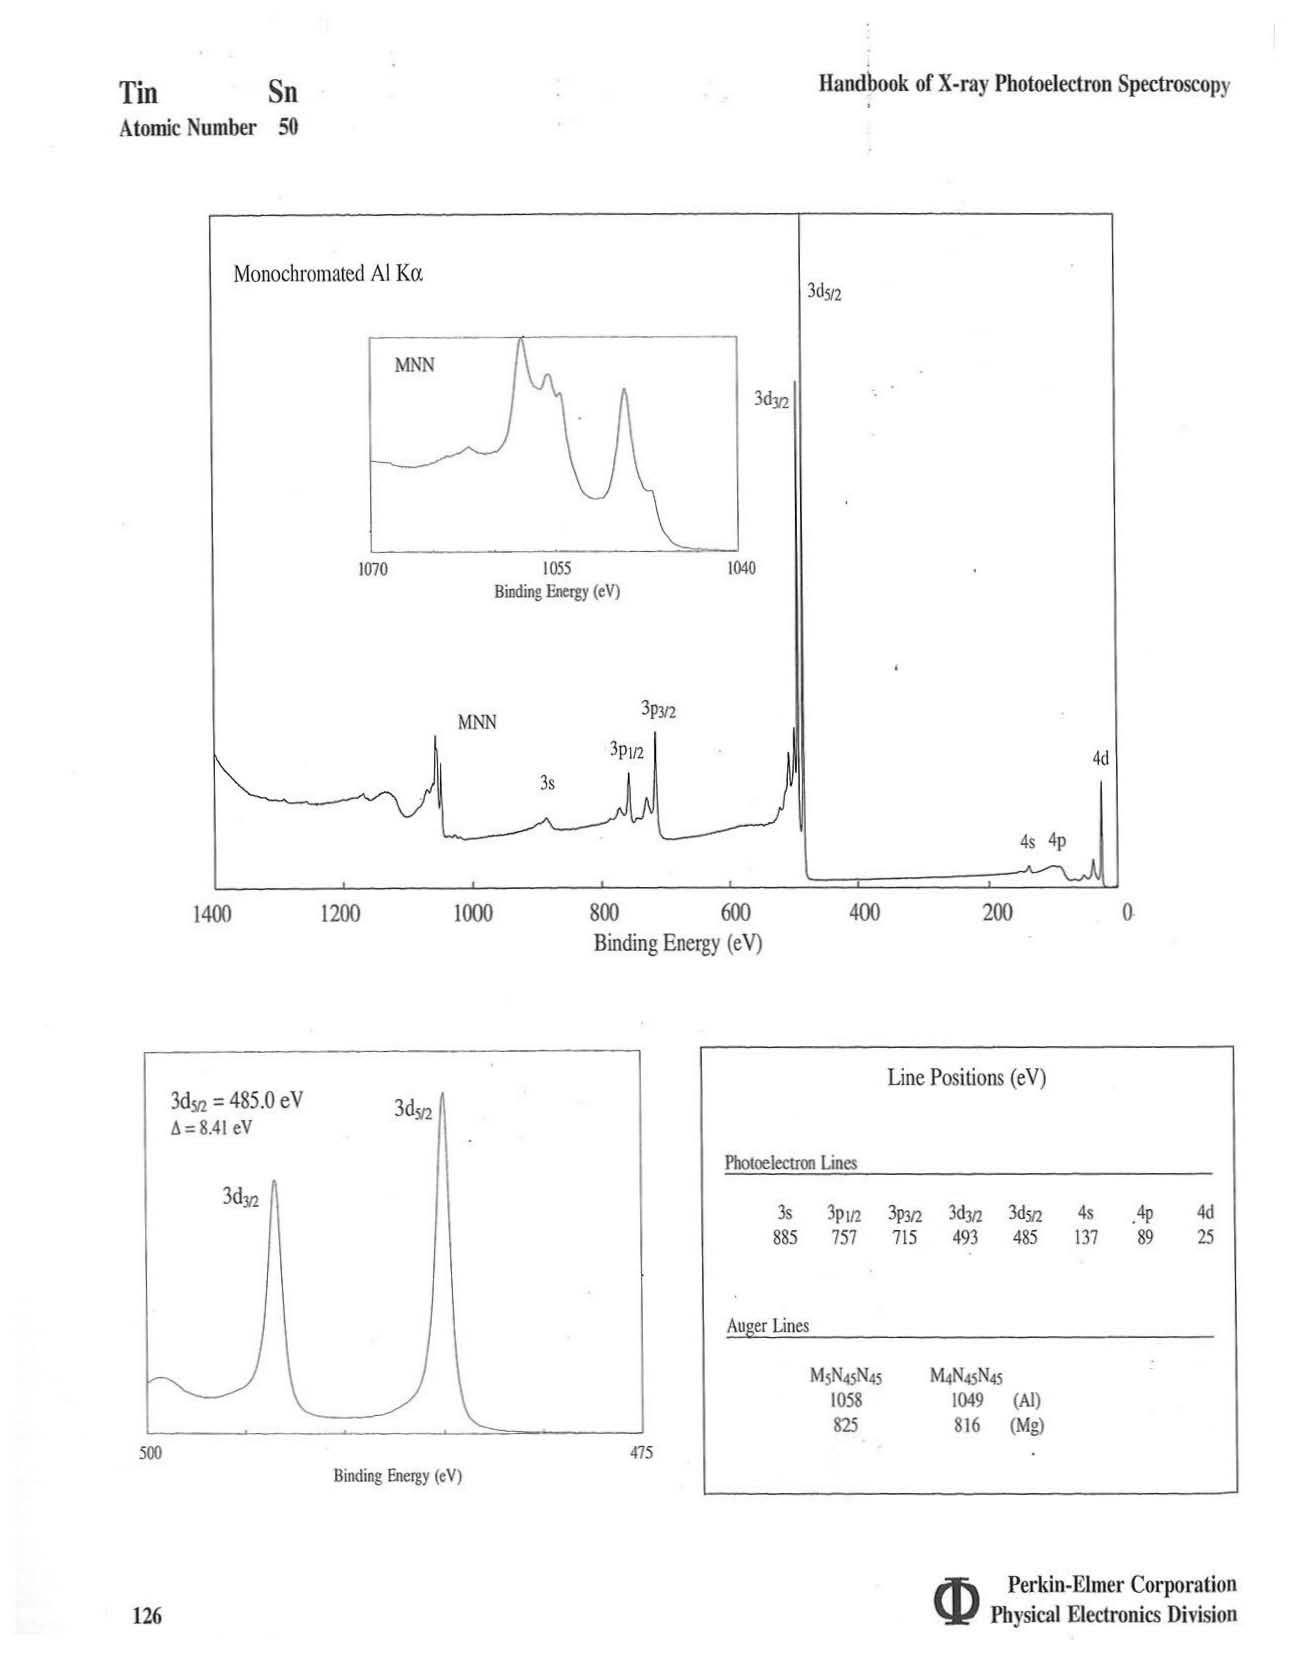 Tin Sn
Handbook of X-ray Photoelectron Spectroscopy
Atomic Number 50
Monochromated Al Kα
3d5/2
MNN
3d3/2
1070 1055 1040
Binding Energy (eV)
3p3/2
MNN
3p1/2
4d
3s
4s 4p
1400 1200 1000 800 600 400 200 0
Binding Energy (eV)
3d5/2 = 485.0 eV
Δ = 8.41 eV
3d5/2
3d3/2
500 475
Binding Energy (eV)
Line Positions (eV)
Photoelectron Lines
3s 3p1/2 3p3/2 3d3/2 3d5/2 4s 4p 4d
885 757 715 493 485 137 89 25
Auger Lines
M5N45N45 M4N45N45
1058 1049 (Al)
825 816 (Mg)
Perkin-Elmer Corporation
Physical Electronics Division
126